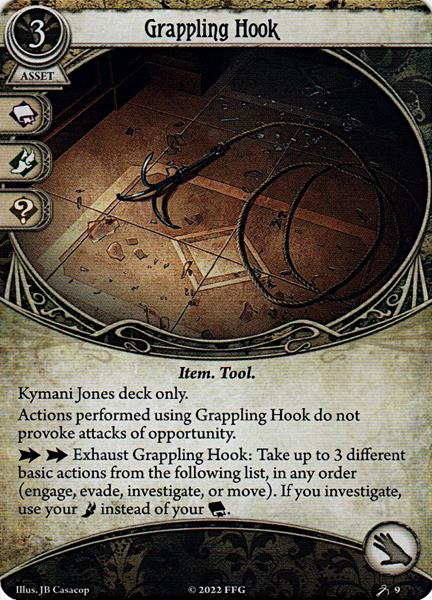 Grappling Hook
3
ASSET
?
Item. Tool.
Kymani Jones deck only.
Actions performed using Grappling Hook do not
provoke attacks of opportunity.
Exhaust Grappling Hook: Take up to 3 different
basic actions from the following list, in any order
(engage, evade, investigate, or move). If you investigate,
use your instead of your .
Illus. JB Casacop
© 2022 FFG
9